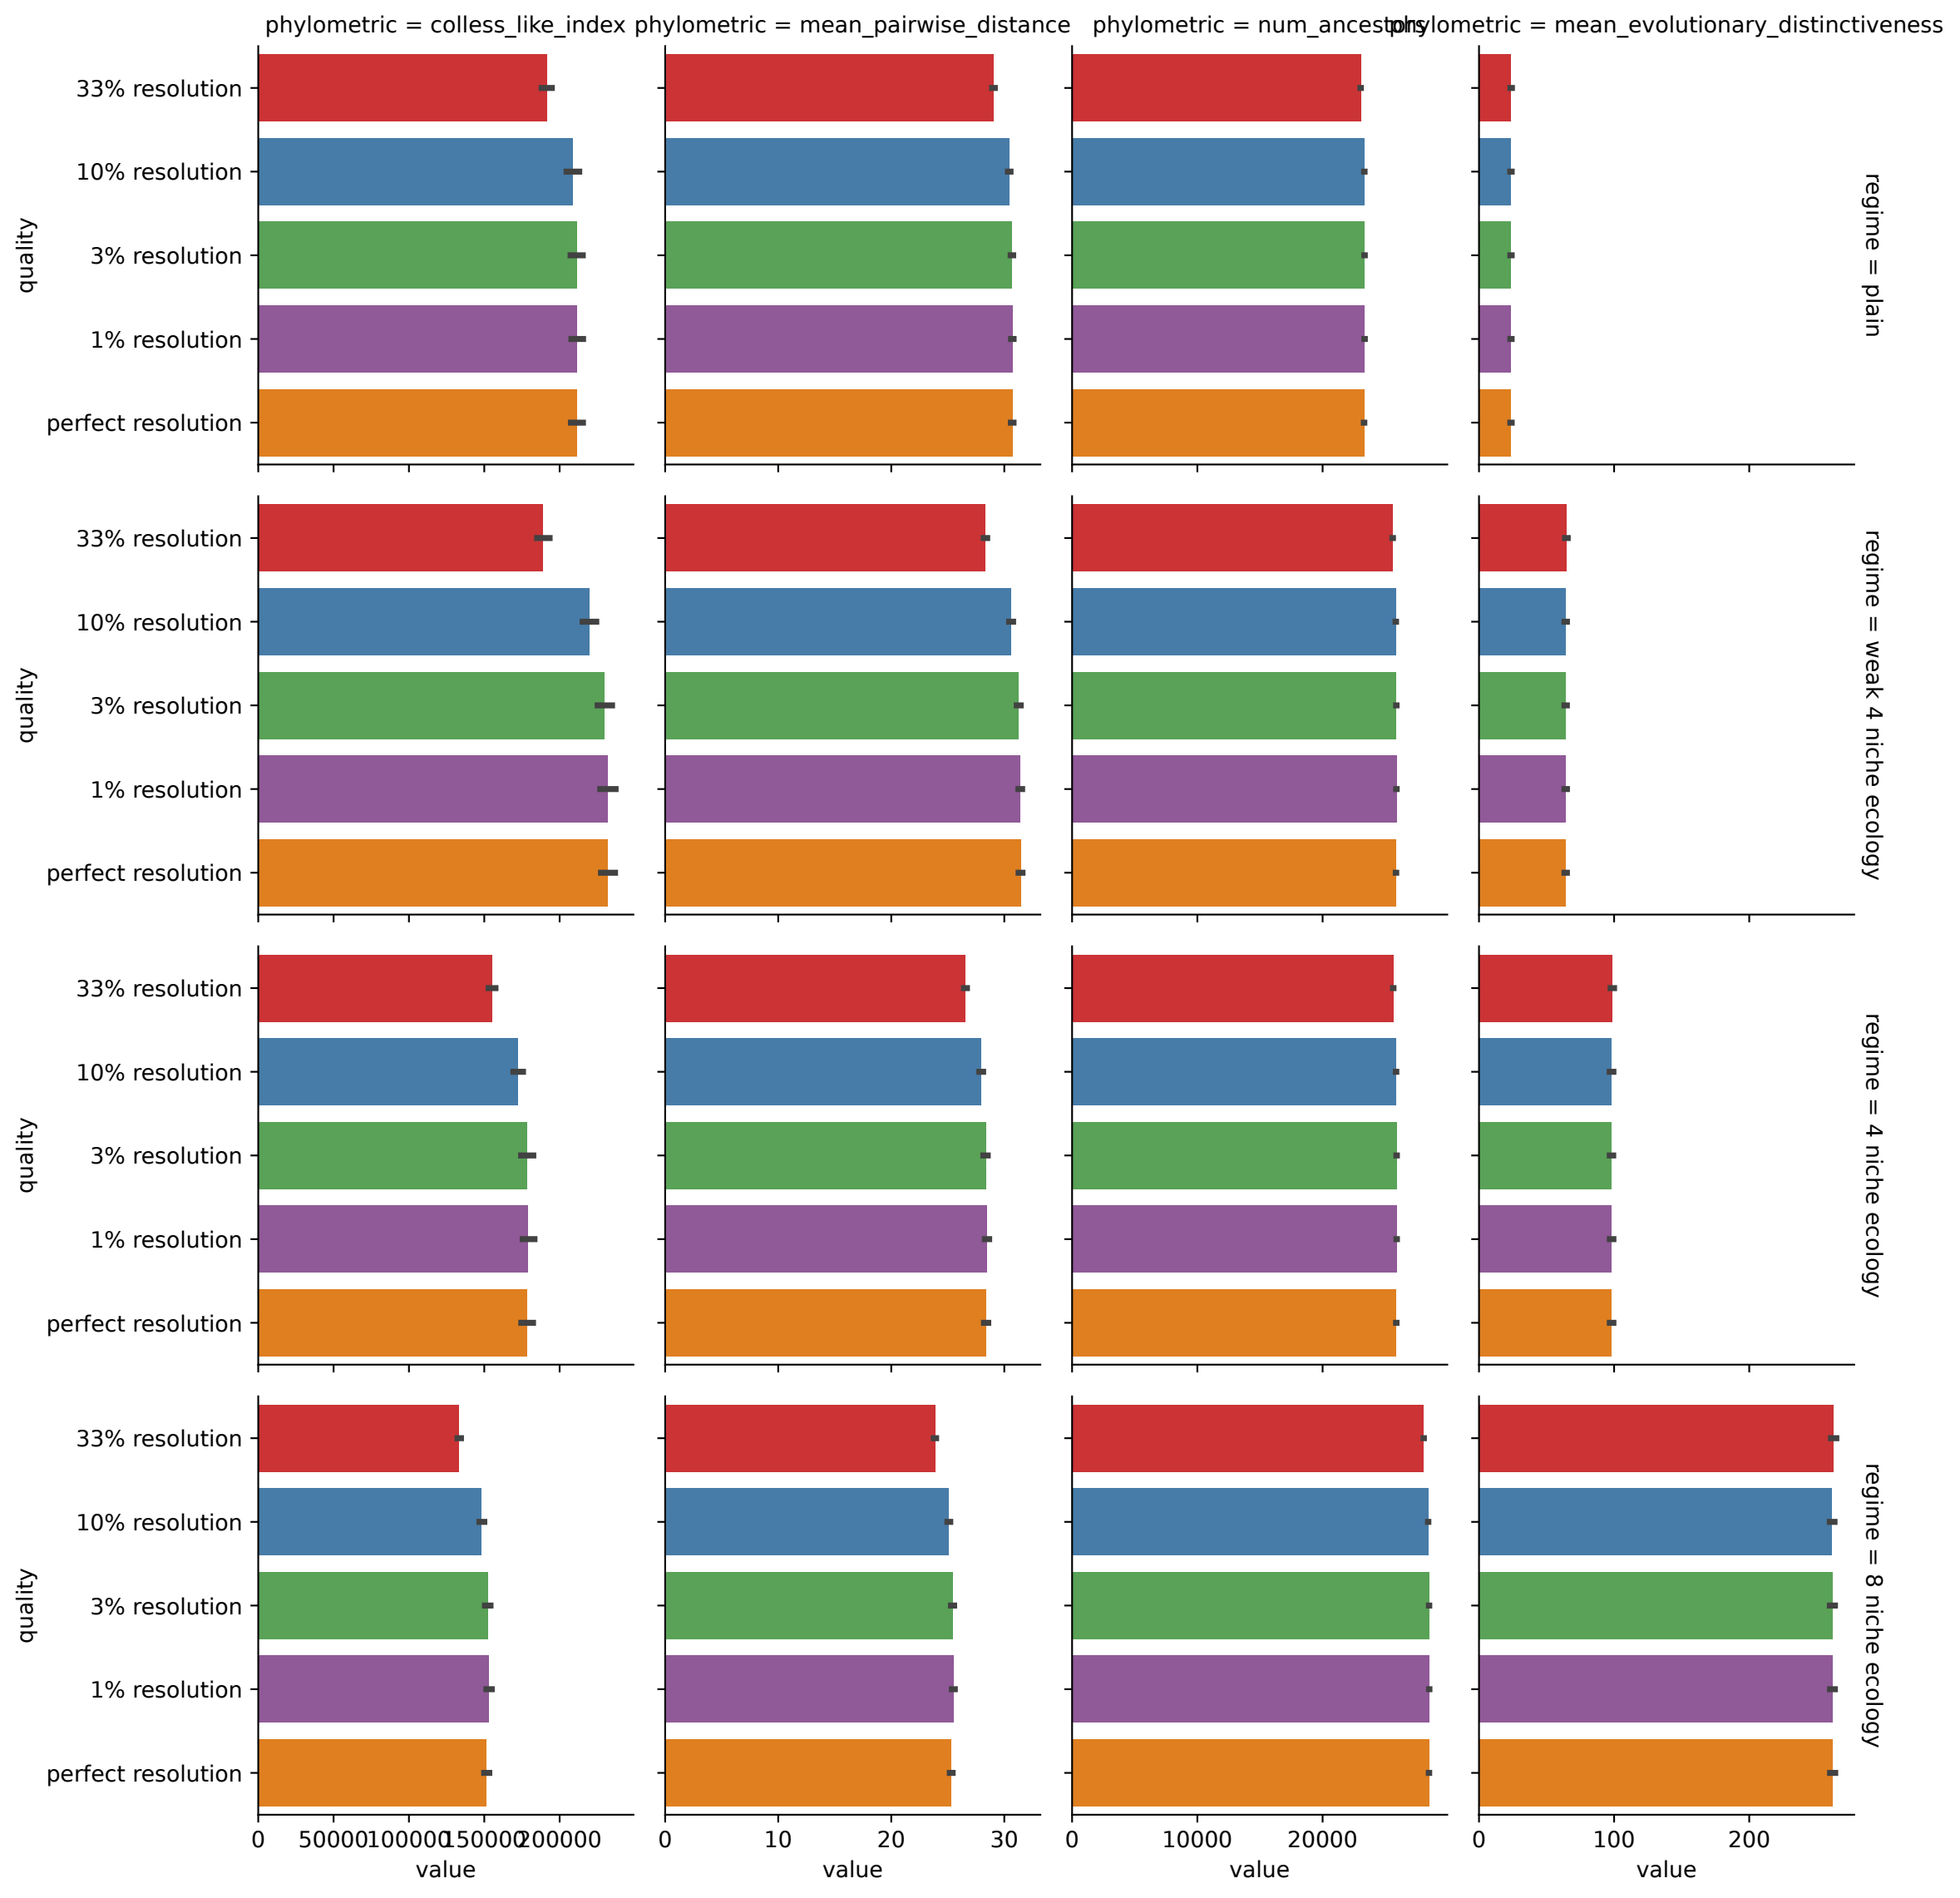 phylometric = colless_like_index
phylometric = mean_pairwise_distance
phylometric = num_ancestors
phylometric = mean_evolutionary_distinctiveness
quality
33% resolution
10% resolution
3% resolution
1% resolution
perfect resolution
regime = plain
quality
33% resolution
10% resolution
3% resolution
1% resolution
perfect resolution
regime = weak 4 niche ecology
quality
33% resolution
10% resolution
3% resolution
1% resolution
perfect resolution
regime = 4 niche ecology
quality
33% resolution
10% resolution
3% resolution
1% resolution
perfect resolution
regime = 8 niche ecology
0 50000 100000 150000 200000
0 10 20 30
0 10000 20000
0 100 200
value
value
value
value